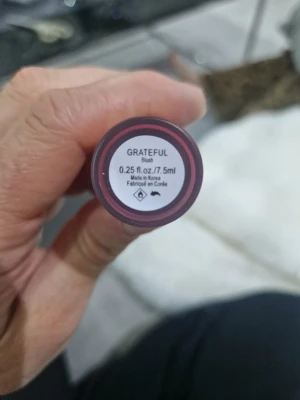 GRATEFUL
Blush
0.25 fl.oz./7.5ml
Made in Korea
Fabriqué en Corée